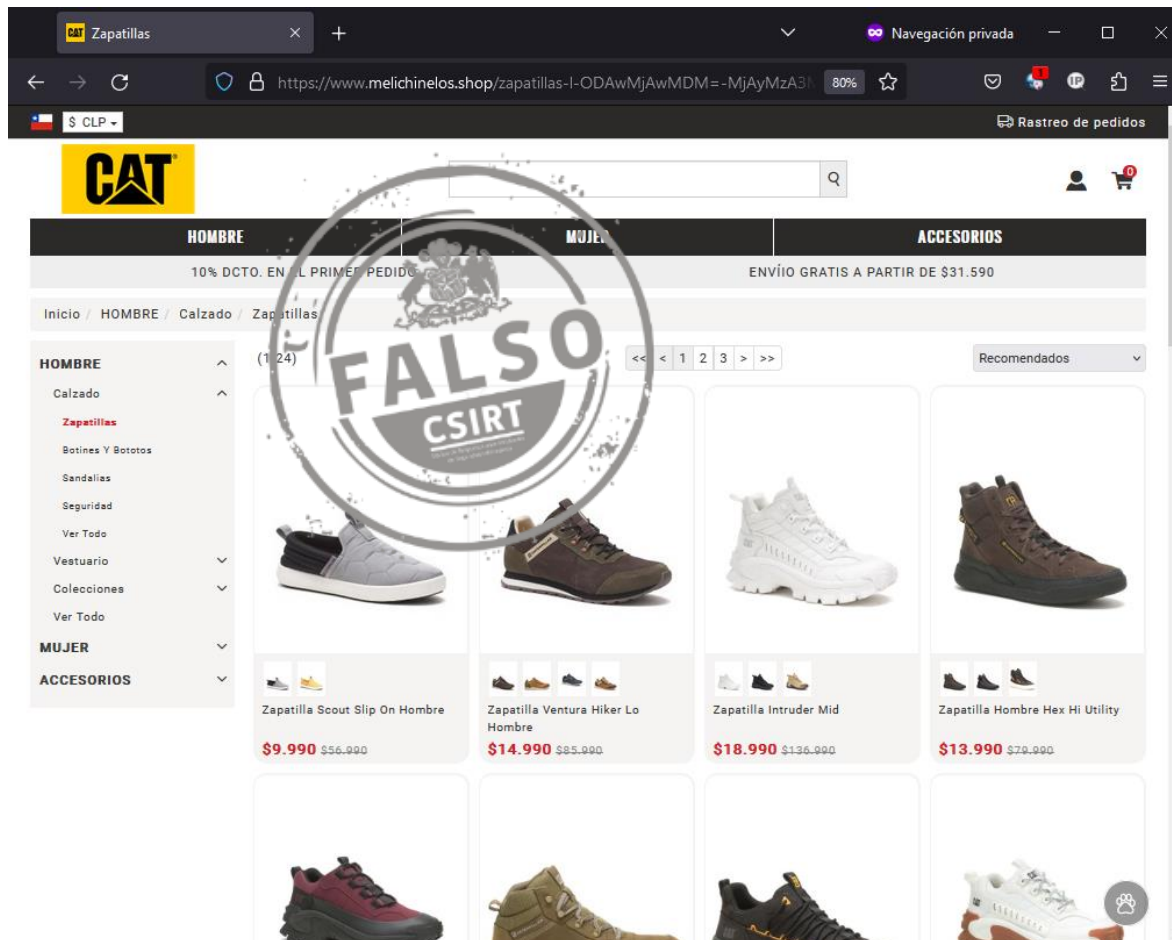 CAT Zapatillas
Navegación privada
https://www.melichinelos.shop/zapatillas-l-ODAwMjAwMDM=-MjAyMzA3 80%
1
IP
$ CLP
Rastreo de pedidos
CAT
0
HOMBRE MUJER ACCESORIOS
10% DCTO. EN EL PRIMER PEDIDO ENVÍIO GRATIS A PARTIR DE $31.590
Inicio / HOMBRE / Calzado / Zapatillas
FALSO
CSIRT
HOMBRE
Calzado
Zapatillas
Botines Y Bototos
Sandalias
Seguridad
Ver Todo
Vestuario
Colecciones
Ver Todo
MUJER
ACCESORIOS
<< < 1 2 3 > >>
Recomendados
Zapatilla Scout Slip On Hombre
$9.990 $56.990
Zapatilla Ventura Hiker Lo
Hombre
$14.990 $85.990
Zapatilla Intruder Mid
$18.990 $136.990
Zapatilla Hombre Hex Hi Utility
$13.990 $79.990